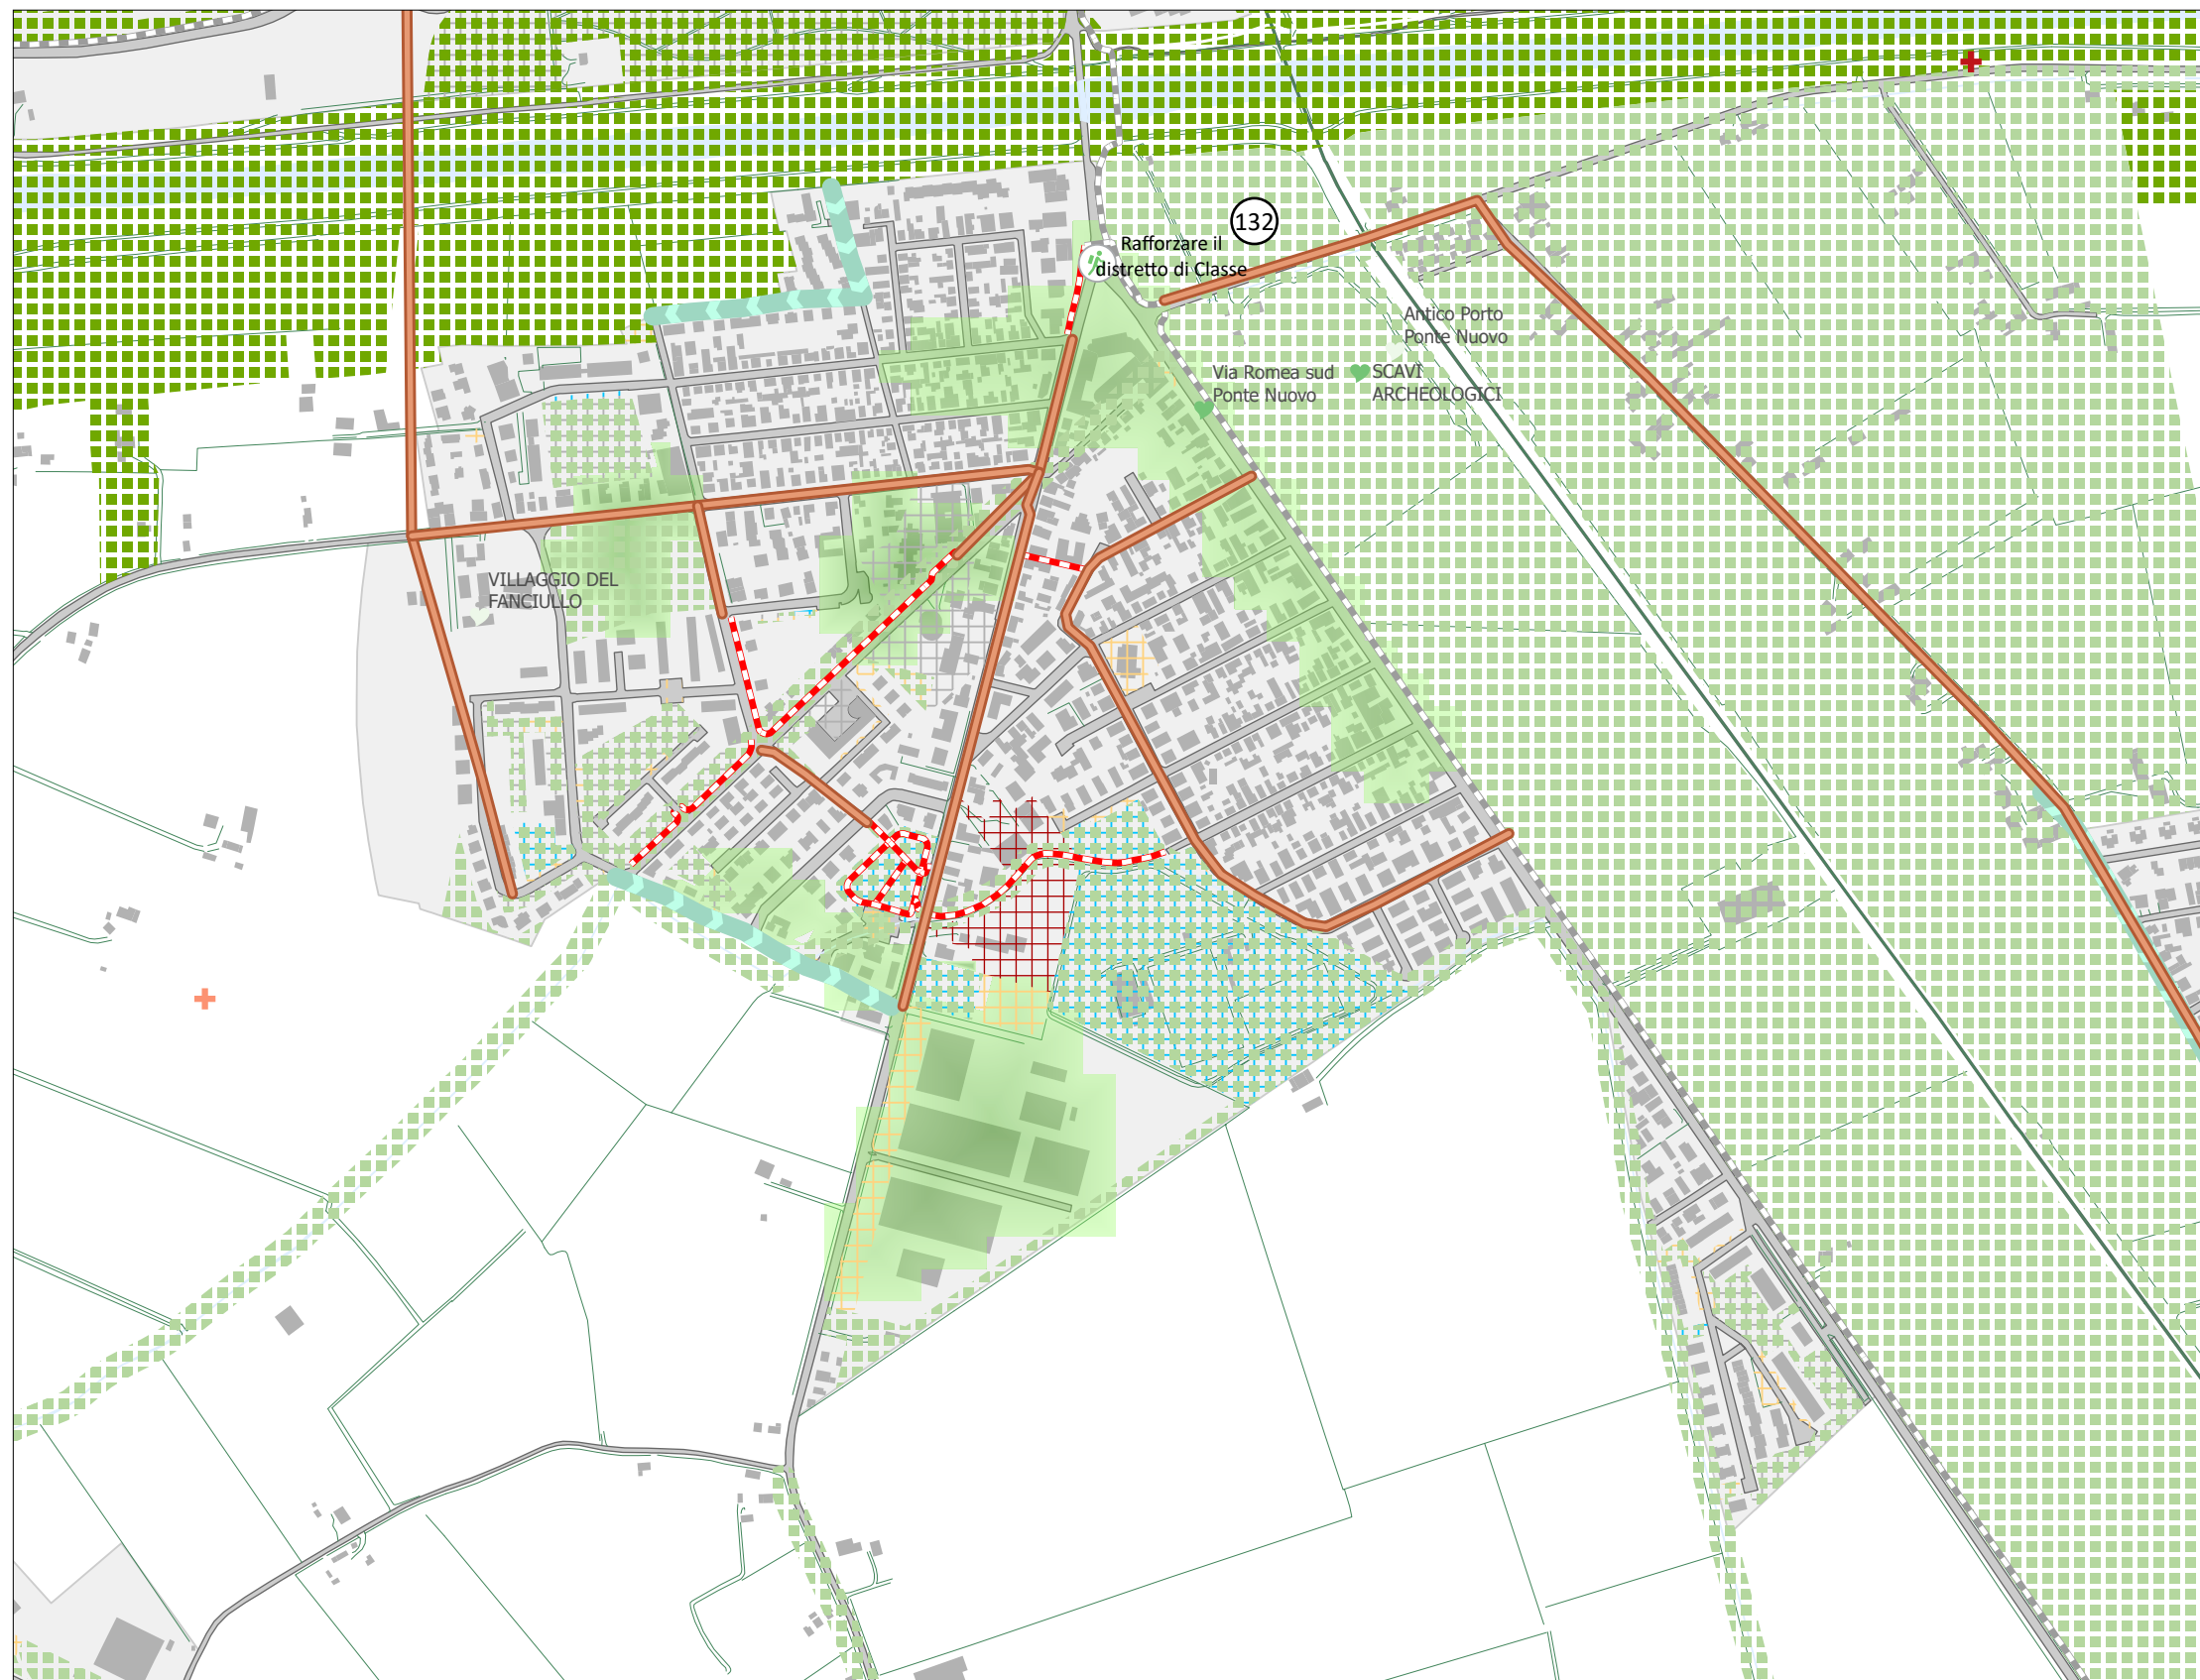 132
Rafforzare il
distretto di Classe
Antico Porto
Ponte Nuovo
Via Romea sud
Ponte Nuovo
SCAVI
ARCHEOLOGICI
VILLAGGIO DEL
FANCIULLO